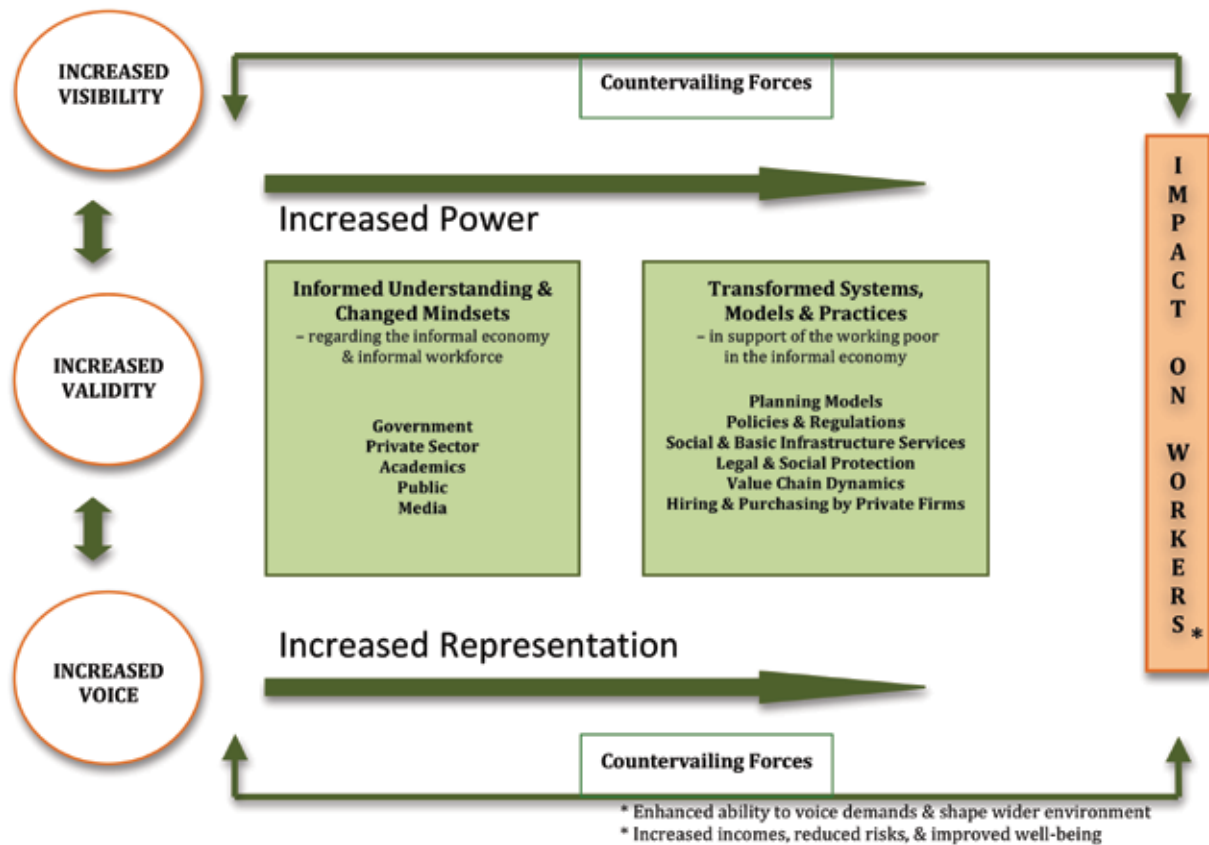 INCREASED
VISIBILITY
Countervailing Forces
Increased Power
INCREASED
VALIDITY
Informed Understanding &
Changed Mindsets
– regarding the informal economy
& informal workforce
Government
Private Sector
Academics
Public
Media
Transformed Systems,
Models & Practices
– in support of the working poor
in the informal economy
Planning Models
Policies & Regulations
Social & Basic Infrastructure Services
Legal & Social Protection
Value Chain Dynamics
Hiring & Purchasing by Private Firms
IMPACT ON WORKERS*
INCREASED
VOICE
Increased Representation
Countervailing Forces
* Enhanced ability to voice demands & shape wider environment
* Increased incomes, reduced risks, & improved well-being